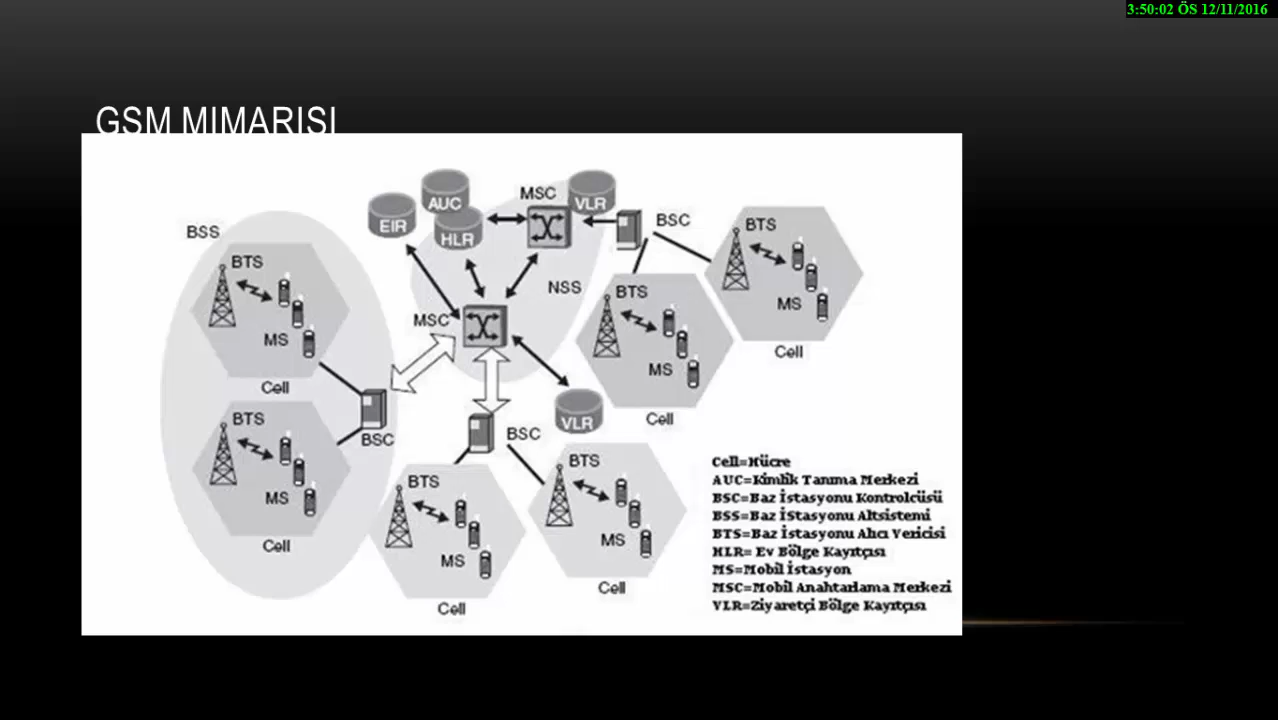 3:50:02 ÖS 12/11/2016
GSM MIMARISI
MSC
VLR
AUC
EIR
HLR
BSC
BTS
MS
Cell
BSS
BTS
MS
Cell
NSS
BTS
MS
Cell
MSC
BTS
MS
Cell
BSC
VLR
BSC
BTS
MS
Cell
BTS
MS
Cell
Cell=Hücre
AUC=Kimlik Tanıma Merkezi
BSC=Baz İstasyonu Kontrolcüsü
BSS=Baz İStasyonu Altsistemi
BTS=Baz İstasyonu Alıcı Vericisi
HLR= Ev Bölge Kayıtçısı
MS=Mobil İstasyon
MSC=Mobil Anahtarlama Merkezi
VLR=Ziyaretçi Bölge Kayıtçısı